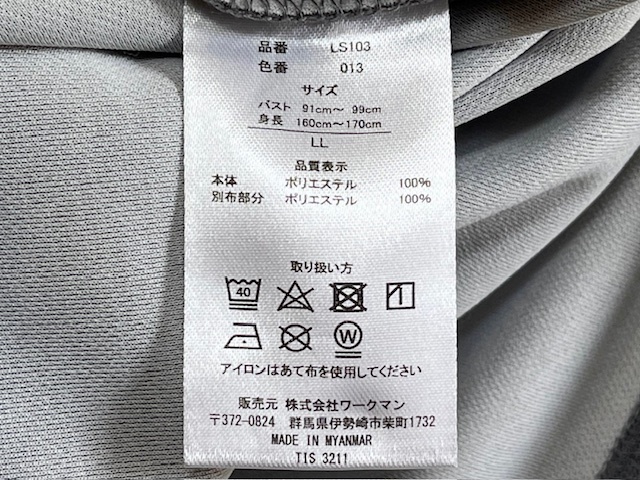 品番 LS103
色番 013
サイズ
バスト 91cm～ 99cm
身長 160cm～170cm
LL
品質表示
本体 ポリエステル 100%
別布部分 ポリエステル 100%
取り扱い方
40
W
アイロンはあて布を使用してください
販売元 株式会社ワークマン
〒372-0824 群馬県伊勢崎市柴町1732
MADE IN MYANMAR
TIS 3211